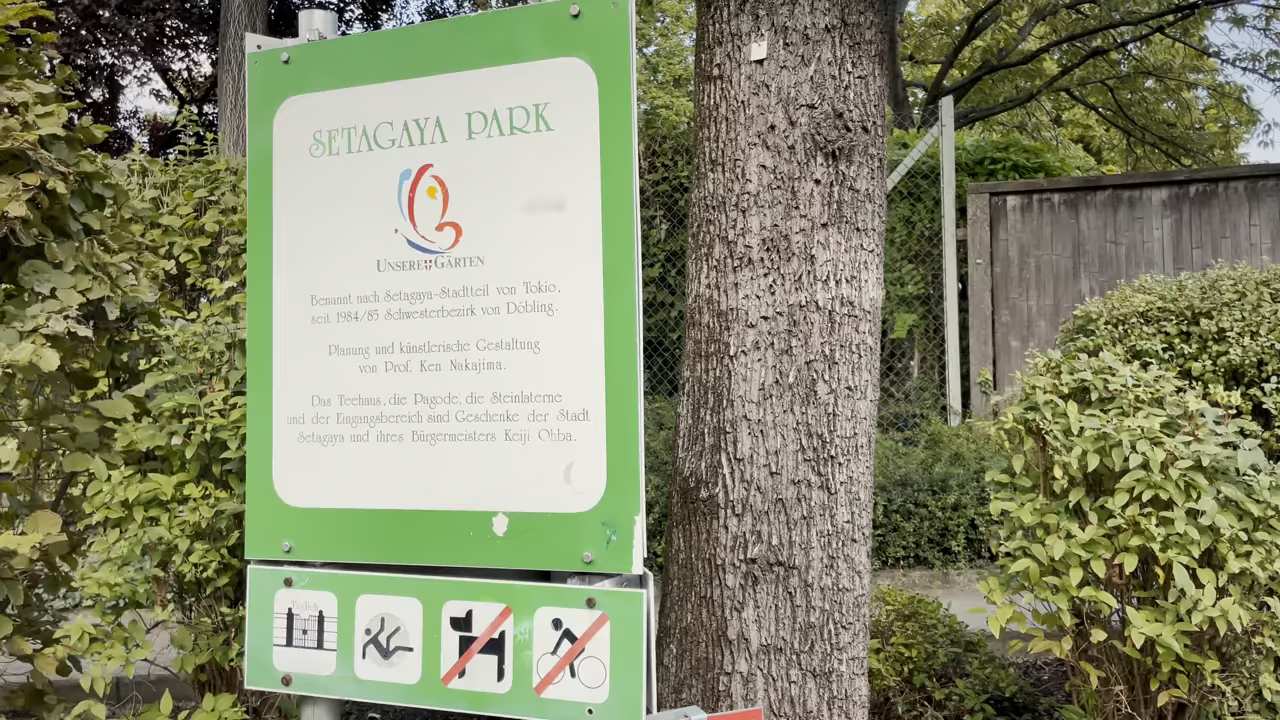 SETAGAYA PARK
UNSERE GÄRTEN
Benannt nach Setagaya-Stadtteil von Tokio,
seit 1984/85 Schwesterbezirk von Döbling.
Planung und künstlerische Gestaltung
von Prof. Ken Nakajima.
Das Teehaus, die Pagode, die Steinlaterne
und der Eingangsbereich sind Geschenke der Stadt
Setagaya und ihres Bürgermeisters Keiji Ohba.